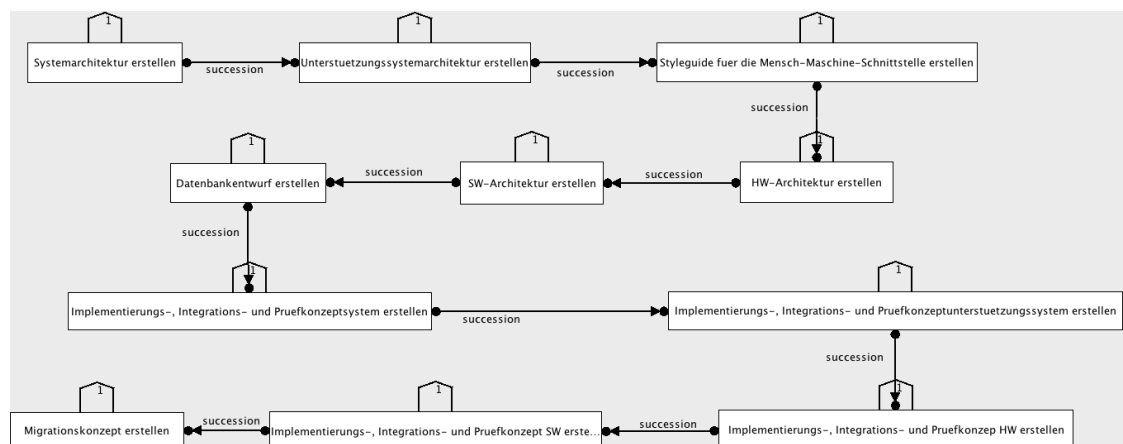 1
1
1
Systemarchitektur erstellen
succession
Unterstuetzungssystemarchitektur erstellen
succession
Styleguide fuer die Mensch-Maschine-Schnittstelle erstellen
succession
1
1
1
Datenbankentwurf erstellen
succession
SW-Architektur erstellen
succession
HW-Architektur erstellen
succession
1
1
Implementierungs-, Integrations- und Pruefkonzeptsystem erstellen
succession
Implementierungs-, Integrations- und Pruefkonzeptunterstuetzungssystem erstellen
succession
1
1
1
Migrationskonzept erstellen
succession
Implementierungs-, Integrations- und Pruefkonzept SW erste...
succession
Implementierungs-, Integrations- und Pruefkonzep HW erstellen